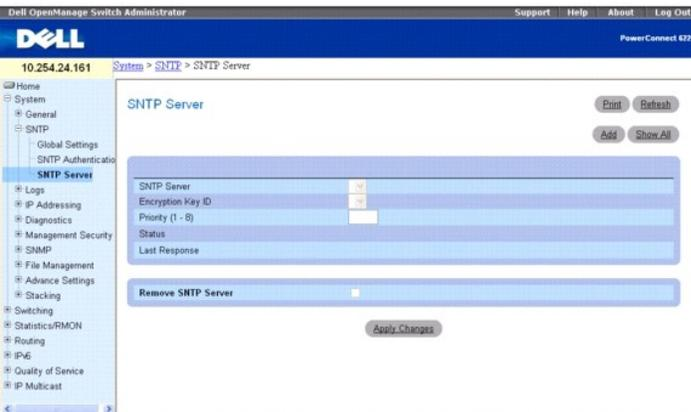 Dell OpenManage Switch Administrator
Support Help About Log Out
DELL
PowerConnect 622
10.254.24.161
System > SNTP > SNTP Server
Home
System
General
SNTP
Global Settings
SNTP Authenticatio
SNTP Server
Logs
IP Addressing
Diagnostics
Management Security
SNMP
File Management
Advance Settings
Stacking
Switching
Statistics/RMON
Routing
IPv6
Quality of Service
IP Multicast
SNTP Server
Print Refresh
Add Show All
SNTP Server
Encryption Key ID
Priority (1 - 8)
Status
Last Response
Remove SNTP Server
Apply Changes